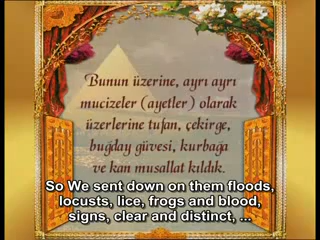 Bunun üzerine, ayrı ayrı
mucizeler (ayetler) olarak
üzerlerine tufan, çekirge,
buğday güvesi, kurbağa
ve kan musallat kıldık.
So We sent down on them floods,
locusts, lice, frogs and blood,
signs, clear and distinct, ...